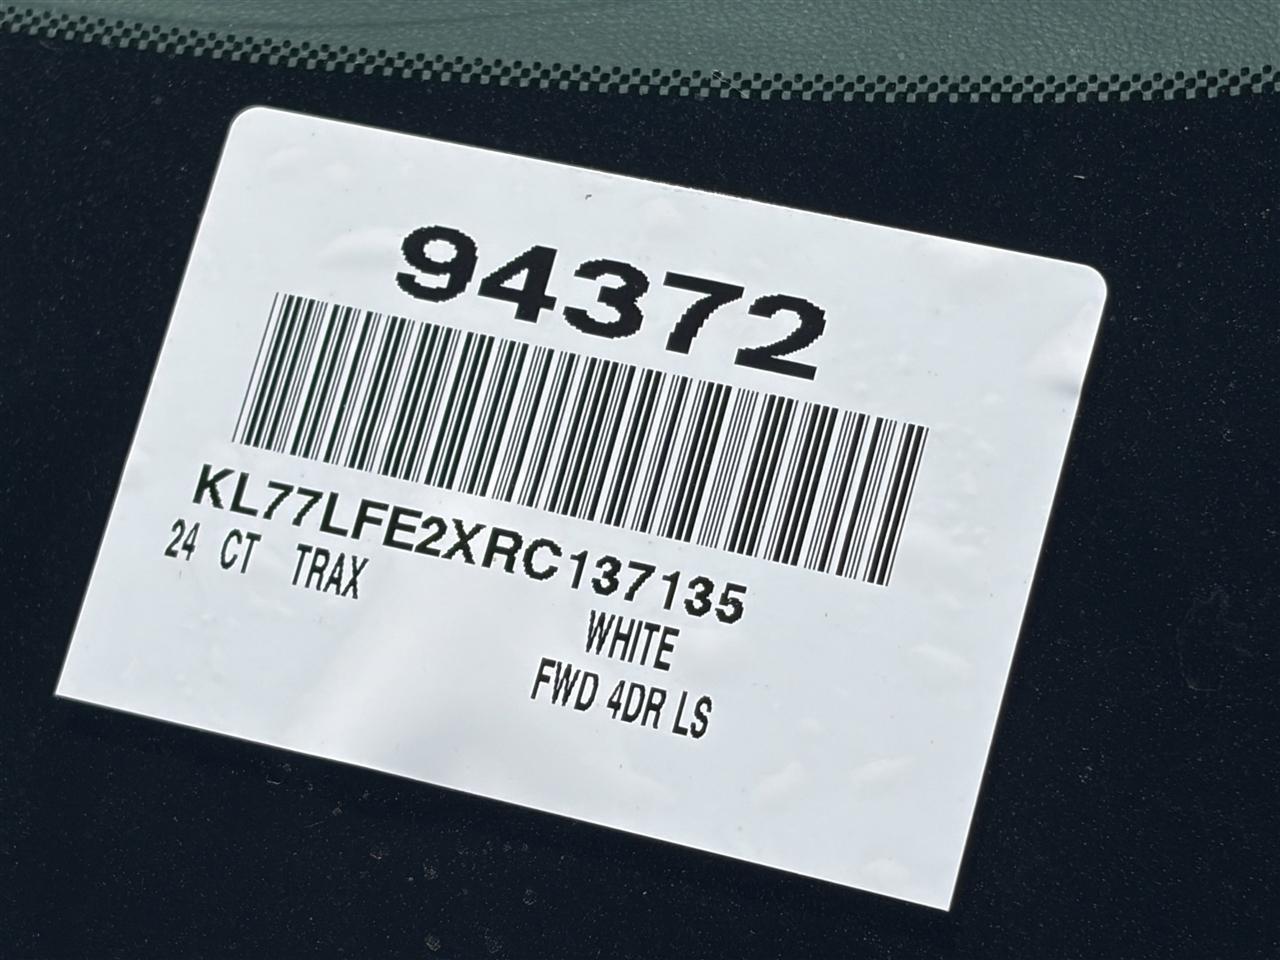 94372
KL77LFE2XRC137135
24 CT TRAX
WHITE
FWD 4DR LS